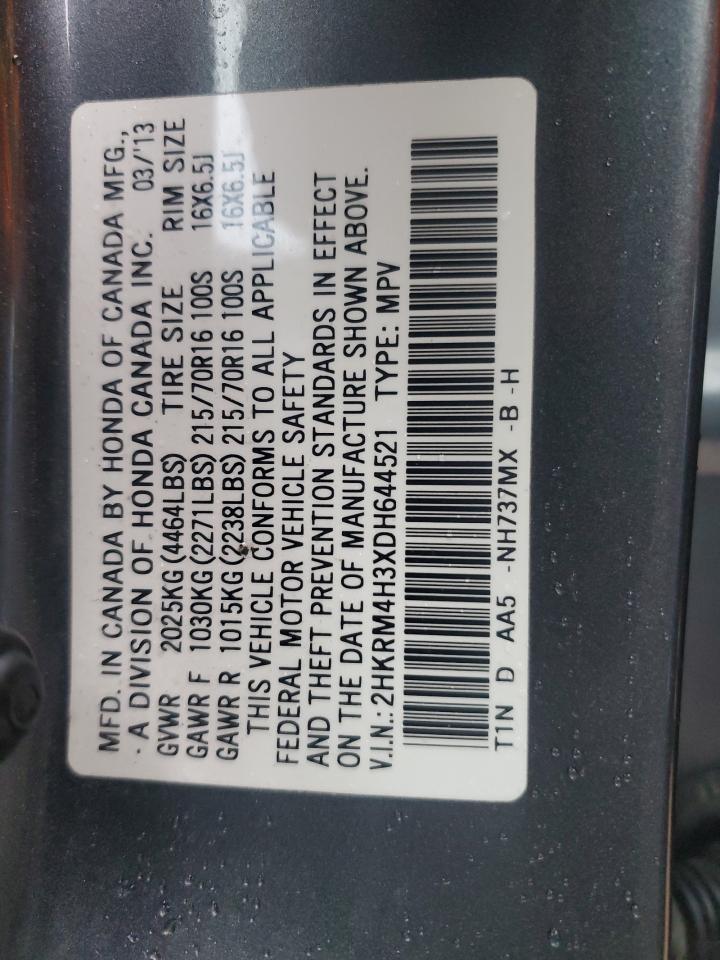 MFD. IN CANADA BY HONDA OF CANADA MFG.,
A DIVISION OF HONDA CANADA INC. 03/'13
GVWR 2025KG(4464LBS) TIRE SIZE RIM SIZE
GAWR F 1030KG(2271LBS) 215/70R16 100S 16X6.5J
GAWR R 1015KG(2238LBS) 215/70R16 100S 16X6.5J
THIS VEHICLE CONFORMS TO ALL APPLICABLE
FEDERAL MOTOR VEHICLE SAFETY
AND THEFT PREVENTION STANDARDS IN EFFECT
ON THE DATE OF MANUFACTURE SHOWN ABOVE.
V.I.N.: 2HKRM4H3XDH644521 TYPE: MPV
T1N D AA5 -NH737MX -B -H